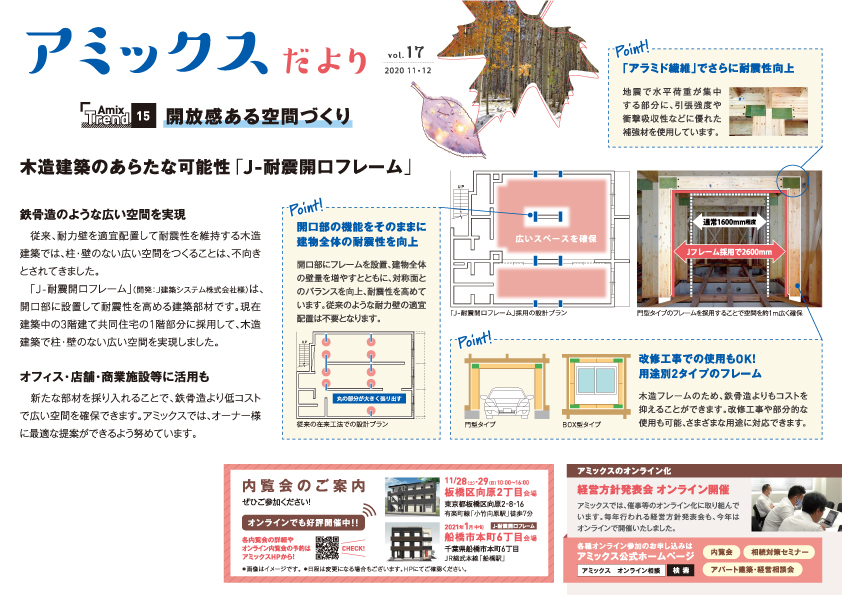 アミックスだより
vol. 17
2020 11・12
Amix Trend 15 開放感ある空間づくり
木造建築のあらたな可能性「J-耐震開口フレーム」
鉄骨造のような広い空間を実現
従来、耐力壁を適宜配置して耐震性を維持する木造
建築では、柱・壁のない広い空間をつくることは、不向き
とされてきました。
「J-耐震開口フレーム」(開発:J建築システム株式会社様)は、
開口部に設置して耐震性を高める建築部材です。現在
建築中の3階建て共同住宅の1階部分に採用して、木造
建築で柱・壁のない広い空間を実現しました。
オフィス・店舗・商業施設等に活用も
新たな部材を採り入れることで、鉄骨造より低コスト
で広い空間を確保できます。アミックスでは、オーナー様
に最適な提案ができるよう努めています。
Point!
開口部の機能をそのままに
建物全体の耐震性を向上
開口部にフレームを設置、建物全体
の壁量を増やすとともに、対称面と
のバランスを向上、耐震性を高めて
います。従来のような耐力壁の適宜
配置は不要となります。
丸の部分が大きく張り出す
従来の在来工法での設計プラン
UP
広いスペースを確保
「J-耐震開口フレーム」採用の設計プラン
Point!
「アラミド繊維」でさらに耐震性向上
地震で水平荷重が集中
する部分に、引張強度や
衝撃吸収性などに優れた
補強材を使用しています。
通常1600mm程度
Jフレーム採用で2600mm
門型タイプのフレームを採用することで空間を約1m広く確保
Point!
門型タイプ
BOX型タイプ
改修工事での使用もOK!
用途別2タイプのフレーム
木造フレームのため、鉄骨造よりもコストを
抑えることができます。改修工事や部分的な
使用も可能、さまざまな用途に対応できます。
内覧会のご案内
ぜひご参加ください!
オンラインでも好評開催中!!
各内覧会の詳細や
オンライン内覧会の予約は
アミックスHPから!
CHECK!
11/28(土)・29(日)10:00~16:00
板橋区向原2丁目会場
東京都板橋区向原2-8-16
有楽町線「小竹向原駅」徒歩7分
2021年1月(予定) J-耐震開口フレーム
船橋市本町6丁目会場
千葉県船橋市本町6丁目
JR総武本線「船橋駅」
*画像はイメージです。 *日程は変更になる場合もございます。HPにてご確認ください。
アミックスのオンライン化
経営方針発表会 オンライン開催
アミックスでは、催事等のオンライン化に取り組んで
います。毎年行われる経営方針発表会も、今年は
オンラインで開催いたしました。
各種オンライン参加のお申し込みは
アミックス公式ホームページ
アミックス オンライン相談 検索
内覧会
相続対策セミナー
アパート建築・経営相談会